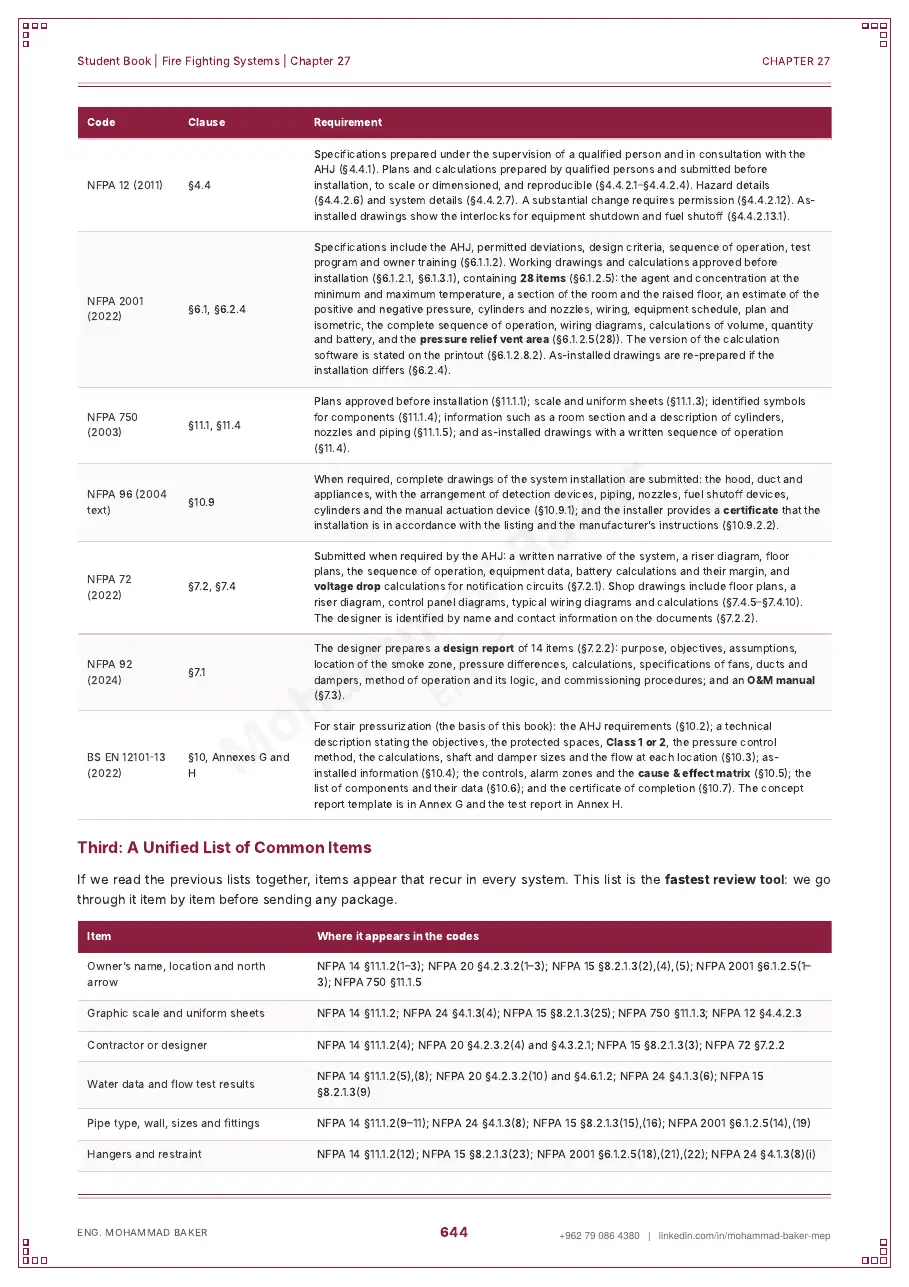 Student Book | Fire Fighting Systems | Chapter 27
CHAPTER 27
Code Clause Requirement
NFPA 12 (2011)
§4.4
Specifications prepared under the supervision of a qualified person and in consultation with the
AHJ (§4.4.1). Plans and calculations prepared by qualified persons and submitted before
installation, to scale or dimensioned, and reproducible (§4.4.2.1–§4.4.2.4). Hazard details
(§4.4.2.6) and system details (§4.4.2.7). A substantial change requires permission (§4.4.2.12). As-
installed drawings show the interlocks for equipment shutdown and fuel shutoff (§4.4.2.13.1).
NFPA 2001
(2022)
§6.1, §6.2.4
Specifications include the AHJ, permitted deviations, design criteria, sequence of operation, test
program and owner training (§6.1.1.2). Working drawings and calculations approved before
installation (§6.1.2.1, §6.1.3.1), containing 28 items (§6.1.2.5): the agent and concentration at the
minimum and maximum temperature, a section of the room and the raised floor, an estimate of the
positive and negative pressure, cylinders and nozzles, wiring, equipment schedule, plan and
isometric, the complete sequence of operation, wiring diagrams, calculations of volume, quantity
and battery, and the pressure relief vent area (§6.1.2.5(28)). The version of the calculation
software is stated on the printout (§6.1.2.8.2). As-installed drawings are re-prepared if the
installation differs (§6.2.4).
NFPA 750
(2003)
§11.1, §11.4
Plans approved before installation (§11.1.1); scale and uniform sheets (§11.1.3); identified symbols
for components (§11.1.4); information such as a room section and a description of cylinders,
nozzles and piping (§11.1.5); and as-installed drawings with a written sequence of operation
(§11.4).
NFPA 96 (2004
text)
§10.9
When required, complete drawings of the system installation are submitted: the hood, duct and
appliances, with the arrangement of detection devices, piping, nozzles, fuel shutoff devices,
cylinders and the manual actuation device (§10.9.1); and the installer provides a certificate that the
installation is in accordance with the listing and the manufacturer's instructions (§10.9.2.2).
NFPA 72
(2022)
§7.2, §7.4
Submitted when required by the AHJ: a written narrative of the system, a riser diagram, floor
plans, the sequence of operation, equipment data, battery calculations and their margin, and
voltage drop calculations for notification circuits (§7.2.1). Shop drawings include floor plans, a
riser diagram, control panel diagrams, typical wiring diagrams and calculations (§7.4.5–§7.4.10).
The designer is identified by name and contact information on the documents (§7.2.2).
NFPA 92
(2024)
§7.1
The designer prepares a design report of 14 items (§7.2.2): purpose, objectives, assumptions,
location of the smoke zone, pressure differences, calculations, specifications of fans, ducts and
dampers, method of operation and its logic, and commissioning procedures; and an O&M manual
(§7.3).
BS EN 12101-13
(2022)
§10, Annexes G and
H
For stair pressurization (the basis of this book): the AHJ requirements (§10.2); a technical
description stating the objectives, the protected spaces, Class 1 or 2, the pressure control
method, the calculations, shaft and damper sizes and the flow at each location (§10.3); as-
installed information (§10.4); the controls, alarm zones and the cause & effect matrix (§10.5); the
list of components and their data (§10.6); and the certificate of completion (§10.7). The concept
report template is in Annex G and the test report in Annex H.
Third: A Unified List of Common Items
If we read the previous lists together, items appear that recur in every system. This list is the fastest review tool: we go
through it item by item before sending any package.
Item Where it appears in the codes
Owner's name, location and north
arrow
NFPA 14 §11.1.2(1–3); NFPA 20 §4.2.3.2(1–3); NFPA 15 §8.2.1.3(2),(4),(5); NFPA 2001 §6.1.2.5(1–
3); NFPA 750 §11.1.5
Graphic scale and uniform sheets NFPA 14 §11.1.2; NFPA 24 §4.1.3(4); NFPA 15 §8.2.1.3(25); NFPA 750 §11.1.3; NFPA 12 §4.4.2.3
Contractor or designer NFPA 14 §11.1.2(4); NFPA 20 §4.2.3.2(4) and §4.3.2.1; NFPA 15 §8.2.1.3(3); NFPA 72 §7.2.2
Water data and flow test results
NFPA 14 §11.1.2(5),(8); NFPA 20 §4.2.3.2(10) and §4.6.1.2; NFPA 24 §4.1.3(6); NFPA 15
§8.2.1.3(9)
Pipe type, wall, sizes and fittings NFPA 14 §11.1.2(9–11); NFPA 24 §4.1.3(8); NFPA 15 §8.2.1.3(15),(16); NFPA 2001 §6.1.2.5(14),(19)
Hangers and restraint NFPA 14 §11.1.2(12); NFPA 15 §8.2.1.3(23); NFPA 2001 §6.1.2.5(18),(21),(22); NFPA 24 §4.1.3(8)(i)
ENG. MOHAMMAD BAKER
644
+962 79 086 4380 | linkedin.com/in/mohammad-baker-mep